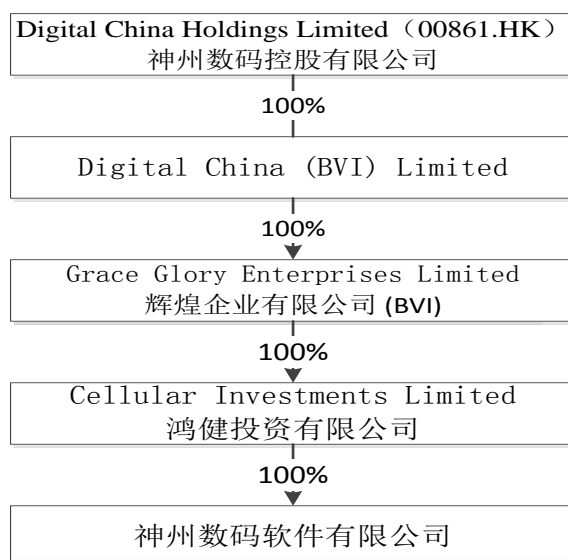 Digital China Holdings Limited（00861.HK）
神州数码控股有限公司
100%
Digital China (BVI) Limited
100%
Grace Glory Enterprises Limited
辉煌企业有限公司 (BVI)
100%
Cellular Investments Limited
鸿健投资有限公司
100%
神州数码软件有限公司